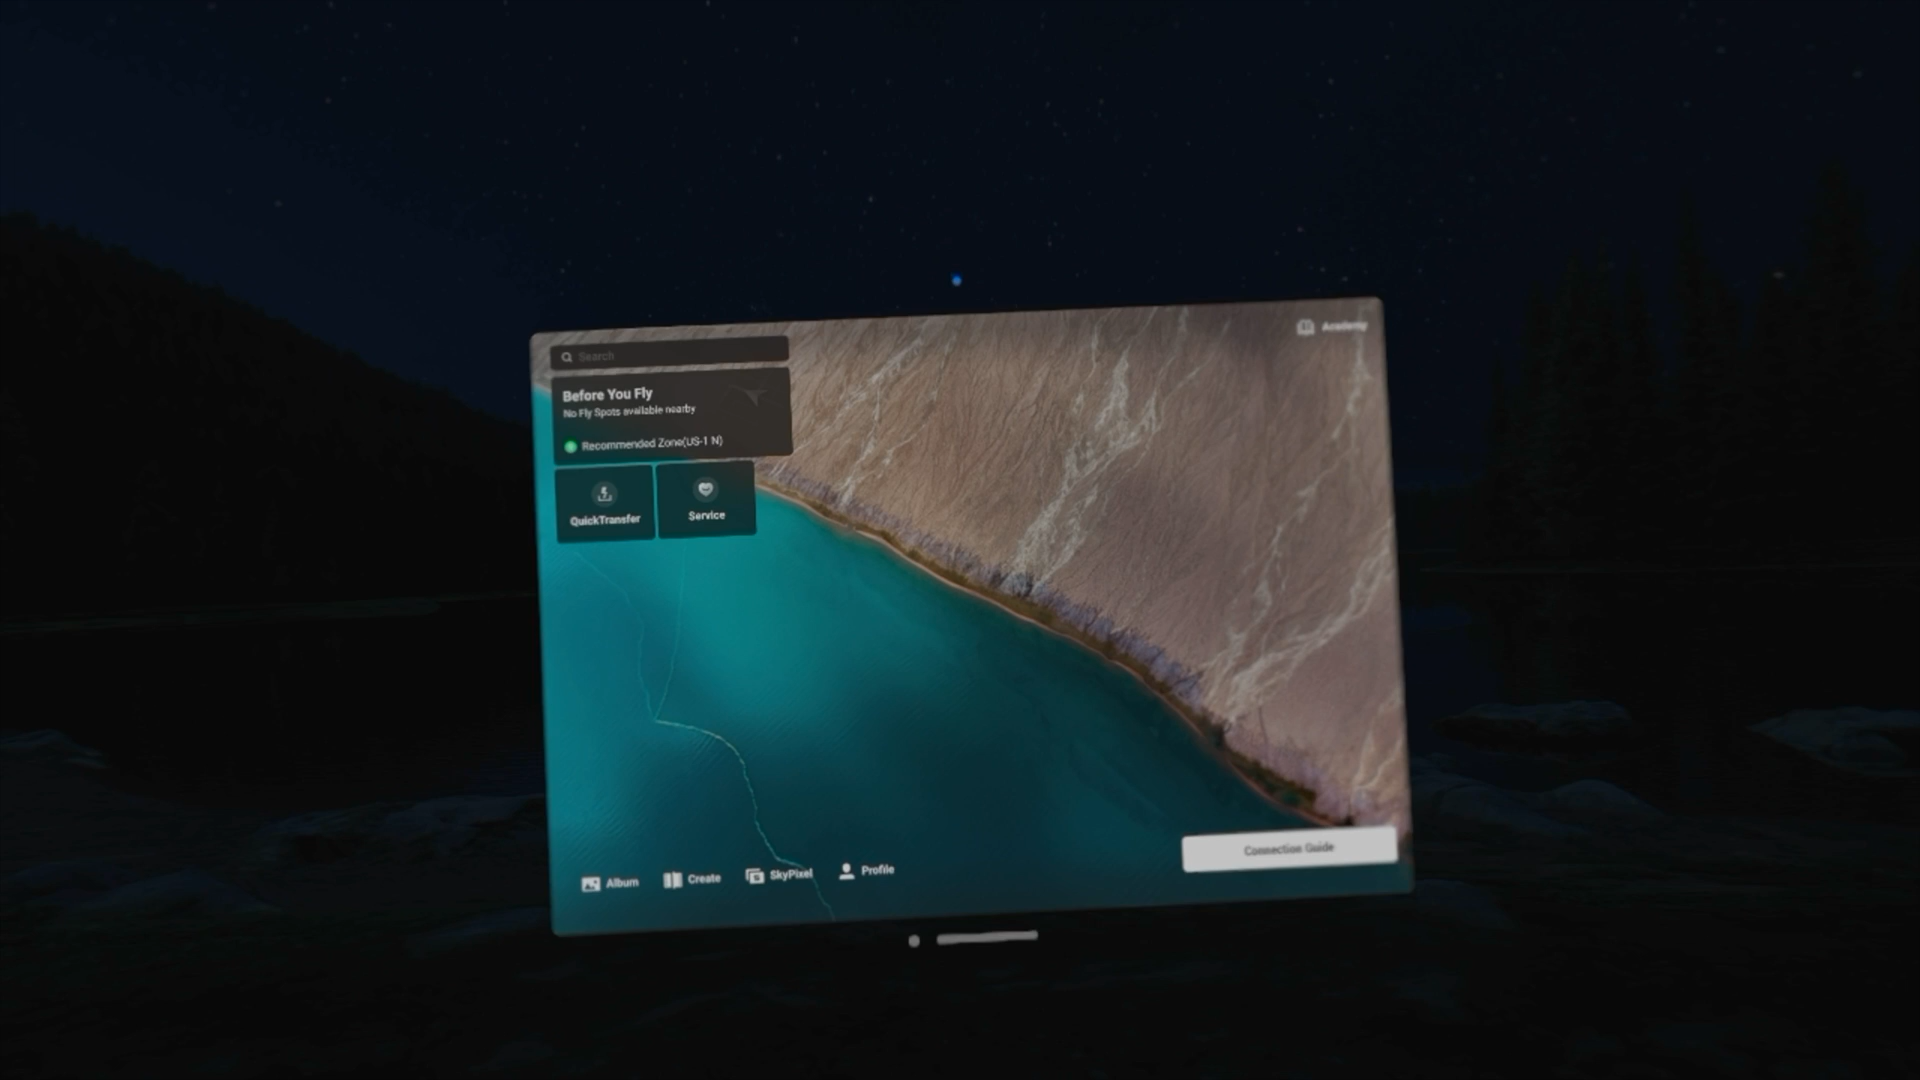 Search
Academy
Before You Fly
No Fly Spots available nearby
Recommended Zone(US-1 N)
QuickTransfer
Service
Album
Create
SkyPixel
Profile
Connection Guide